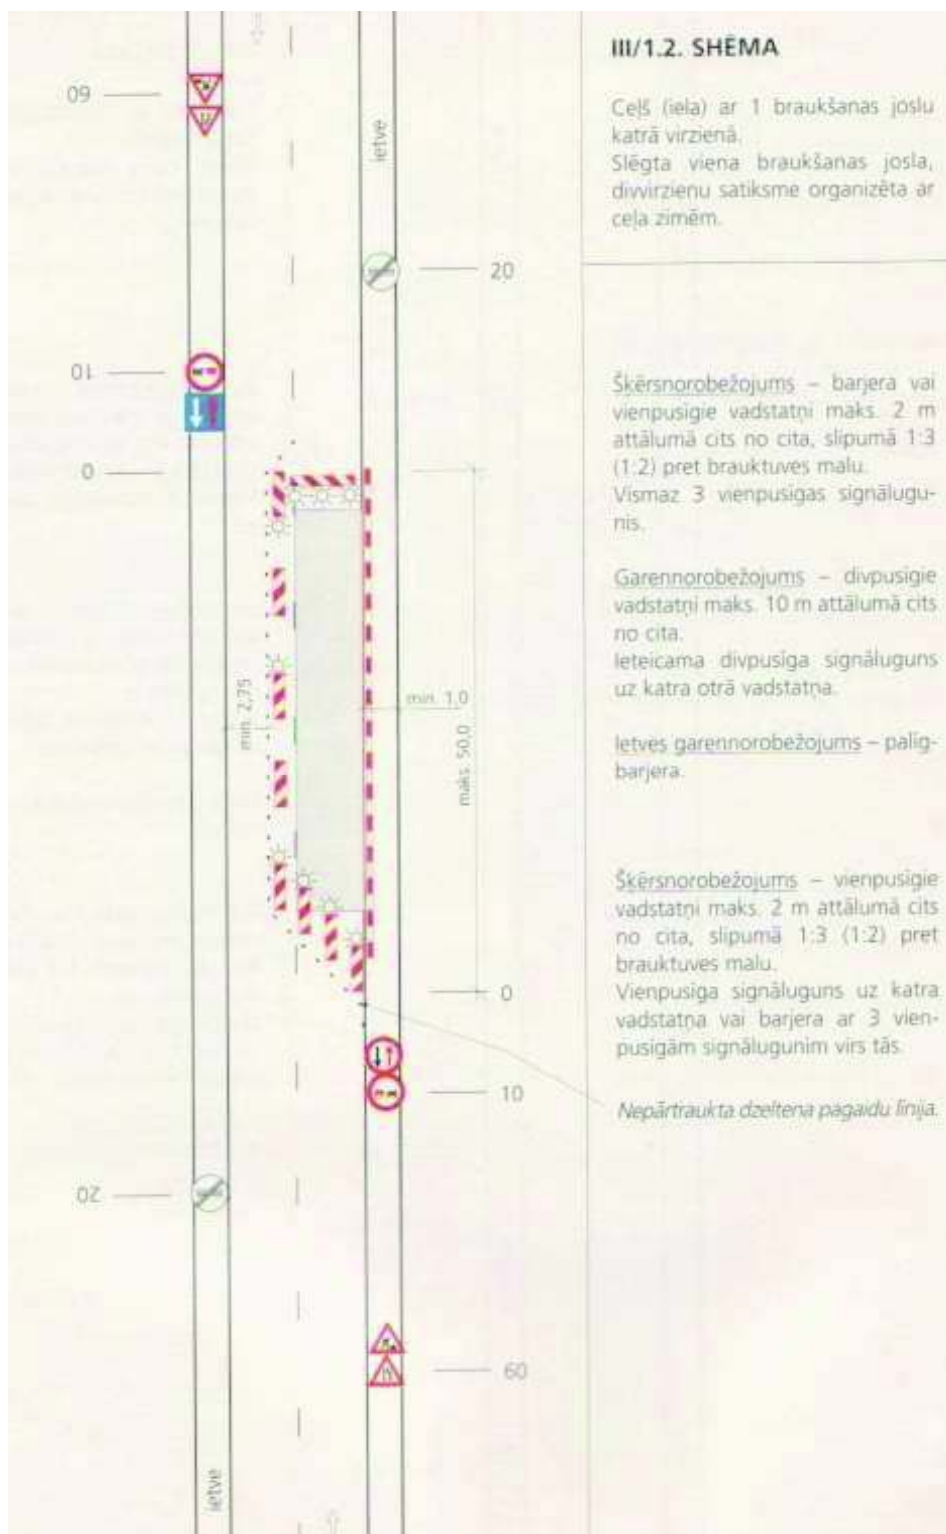 III/1.2. SHĒMA
Ceļš (iela) ar 1 braukšanas joslu
katrā virzienā.
Slēgta viena braukšanas josla,
divvirzienu satiksme organizēta ar
ceļa zīmēm.
60
ietve
20
10
0
Šķērsnorobežojums – barjera vai
vienpusīgie vadstatņi maks. 2 m
attālumā cits no cita, slīpumā 1:3
(1:2) pret brauktuves malu.
Vismaz 3 vienpusīgas signālugu-
nis.
Garennorobežojums – divpusīgie
vadstatņi maks. 10 m attālumā cits
no cita.
Ieteicama divpusīga signāluguns
uz katra otrā vadstatņa.
min. 2,75
min. 1,0
maks. 50,0
Ietves garennorobežojums – palīg-
barjera.
Šķērsnorobežojums – vienpusīgie
vadstatņi maks. 2 m attālumā cits
no cita, slīpumā 1:3 (1:2) pret
brauktuves malu.
Vienpusīga signāluguns uz katra
vadstatņa vai barjera ar 3 vien-
pusīgām signālugunīm virs tās.
0
10
Nepārtraukta dzeltena pagaidu līnija.
20
60
ietve